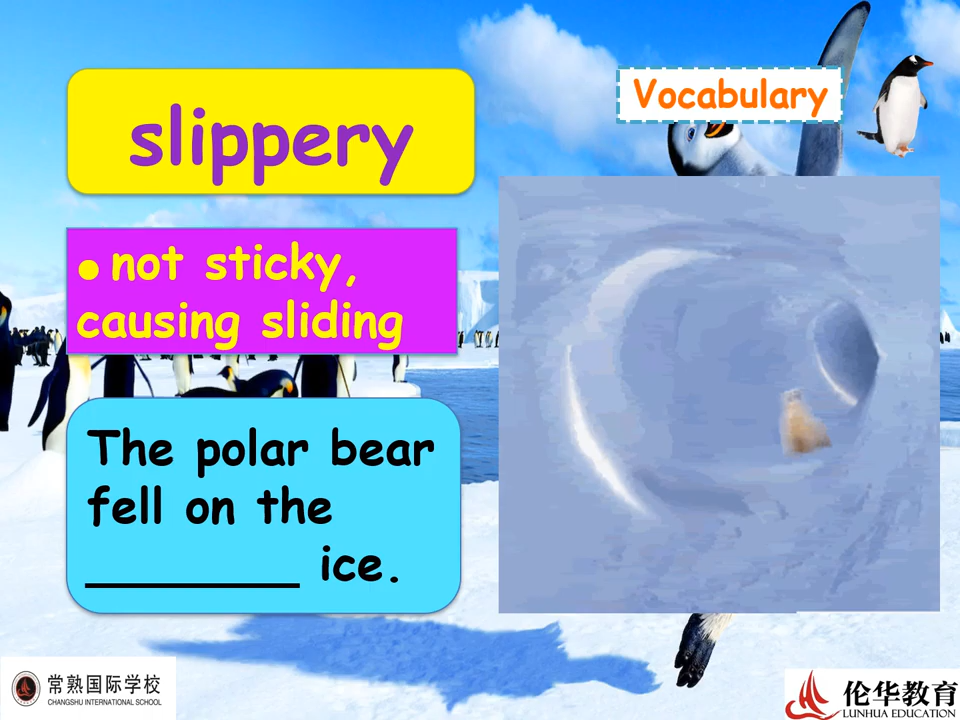 slippery
Vocabulary
• not sticky,
causing sliding
The polar bear
fell on the
________ ice.
常熟国际学校
CHANGSHU INTERNATIONAL SCHOOL
伦华教育
LUNHUA EDUCATION